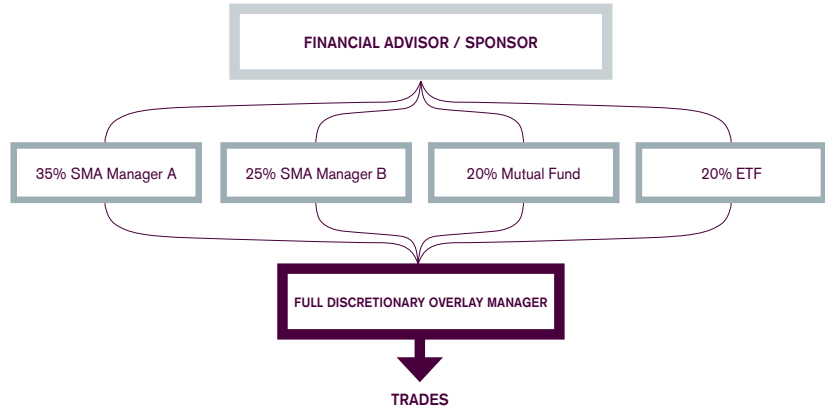 FINANCIAL ADVISOR / SPONSOR
35% SMA Manager A
25% SMA Manager B
20% Mutual Fund
20% ETF
FULL DISCRETIONARY OVERLAY MANAGER
TRADES